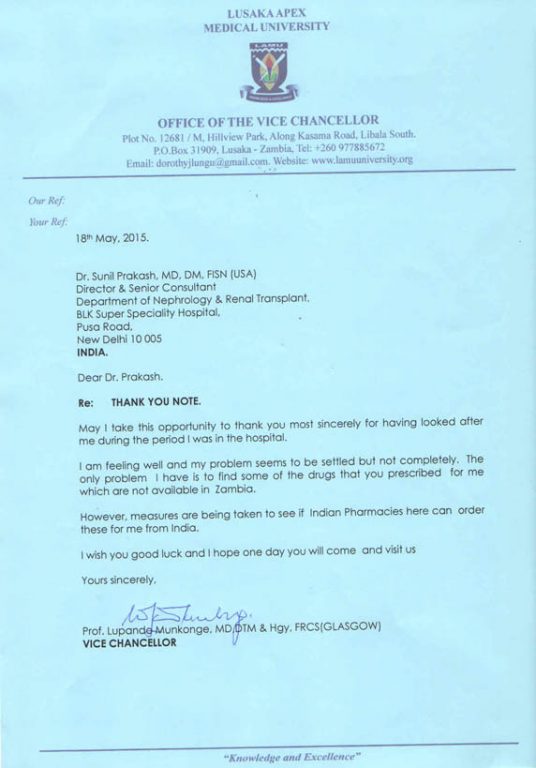 LUSAKA APEX
MEDICAL UNIVERSITY
LAMU
OFFICE OF THE VICE CHANCELLOR
Plot No. 12681 / M, Hillview Park, Along Kasama Road, Libala South.
P.O.Box 31909, Lusaka - Zambia, Tel: +260 977885672
Email: dorothyjlungu@gmail.com. Website: www.lamuuniversity.org
Our Ref:
Your Ref:
18th May, 2015.
Dr. Sunil Prakash, MD, DM, FISN (USA)
Director & Senior Consultant
Department of Nephrology & Renal Transplant.
BLK Super Speciality Hospital,
Pusa Road,
New Delhi 10 005
INDIA.
Dear Dr. Prakash.
Re: THANK YOU NOTE.
May I take this opportunity to thank you most sincerely for having looked after
me during the period I was in the hospital.
I am feeling well and my problem seems to be settled but not completely. The
only problem I have is to find some of the drugs that you prescribed for me
which are not available in Zambia.
However, measures are being taken to see if Indian Pharmacies here can order
these for me from India.
I wish you good luck and I hope one day you will come and visit us
Yours sincerely,
Prof. Lupando Munkonge, MD,DTM & Hgy, FRCS(GLASGOW)
VICE CHANCELLOR
"Knowledge and Excellence"